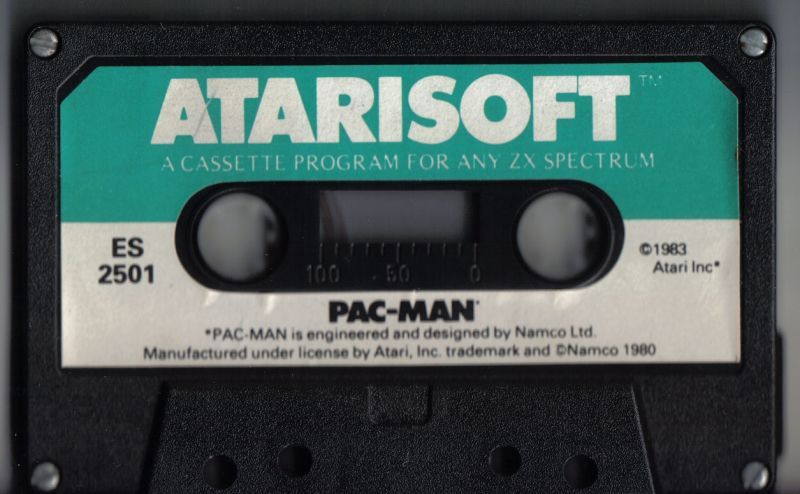 ATARISOFT™
A CASSETTE PROGRAM FOR ANY ZX SPECTRUM
ES
2501
©1983
Atari Inc*
100 50 0
PAC-MAN*
*PAC-MAN is engineered and designed by Namco Ltd.
Manufactured under license by Atari, Inc. trademark and ©Namco 1980